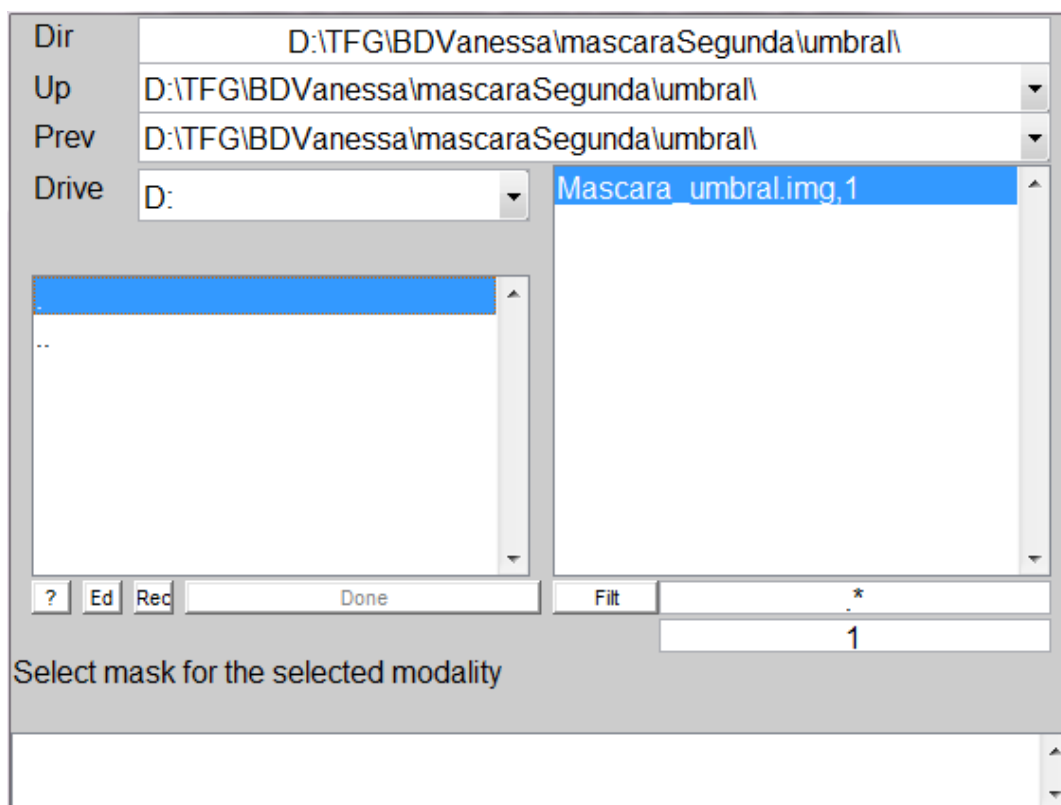 Dir D:\TFG\BDVanessa\mascaraSegunda\umbral\
Up D:\TFG\BDVanessa\mascaraSegunda\umbral\
Prev D:\TFG\BDVanessa\mascaraSegunda\umbral\
Drive D:
Mascara_umbral.img,1
.
..
? Ed Rec Done Filt .*
1
Select mask for the selected modality